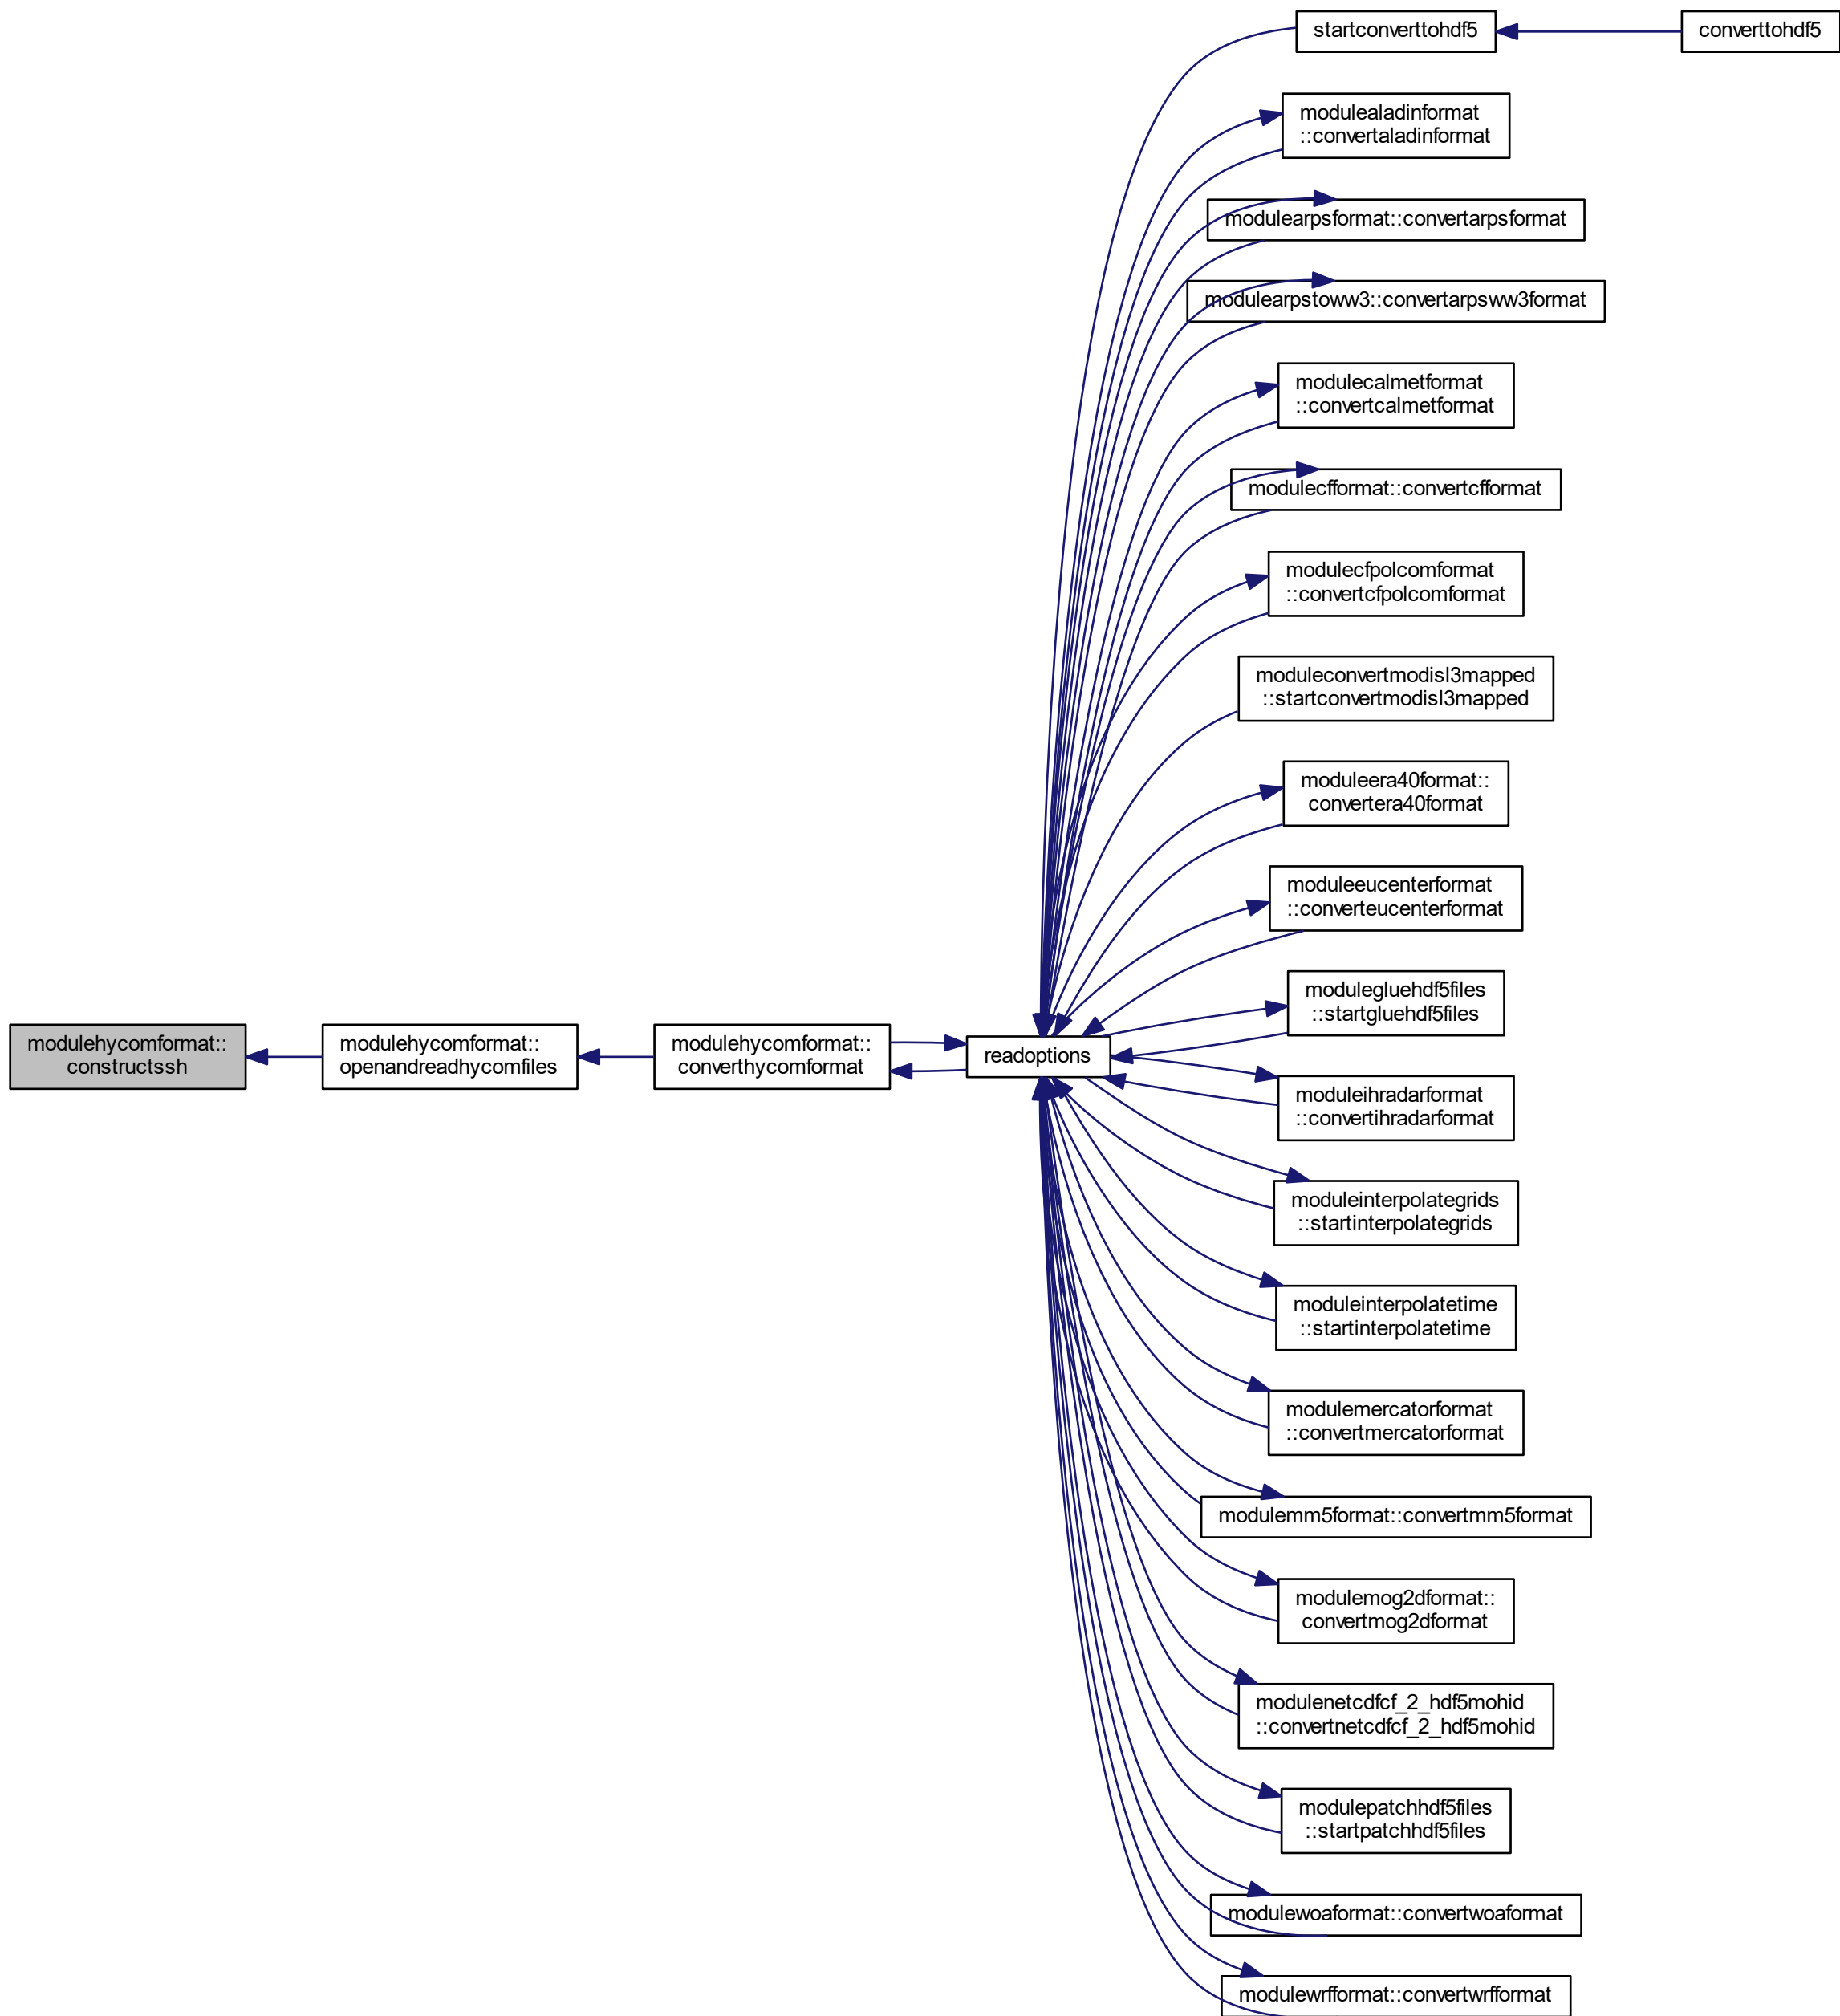 startconverttohdf5
converttohdf5
modulealadinformat
::convertaladinformat
modulearpsformat::convertarpsformat
modulearpstoww3::convertarpsww3format
modulecalmetformat
::convertcalmetformat
modulecfformat::convertcfformat
modulecfpolcomformat
::convertcfpolcomformat
moduleconvertmodisl3mapped
::startconvertmodisl3mapped
moduleera40format::
convertera40format
moduleeucenterformat
::converteucenterformat
modulegluehdf5files
::startgluehdf5files
modulehycomformat::
constructssh
modulehycomformat::
openandreadhycomfiles
modulehycomformat::
converthycomformat
readoptions
moduleihradarformat
::convertihradarformat
moduleinterpolategrids
::startinterpolategrids
moduleinterpolatetime
::startinterpolatetime
modulemercatorformat
::convertmercatorformat
modulemm5format::convertmm5format
modulemog2dformat::
convertmog2dformat
modulenetcdfcf_2_hdf5mohid
::convertnetcdfcf_2_hdf5mohid
modulepatchhdf5files
::startpatchhdf5files
modulewoaformat::convertwoaformat
modulewrfformat::convertwrfformat